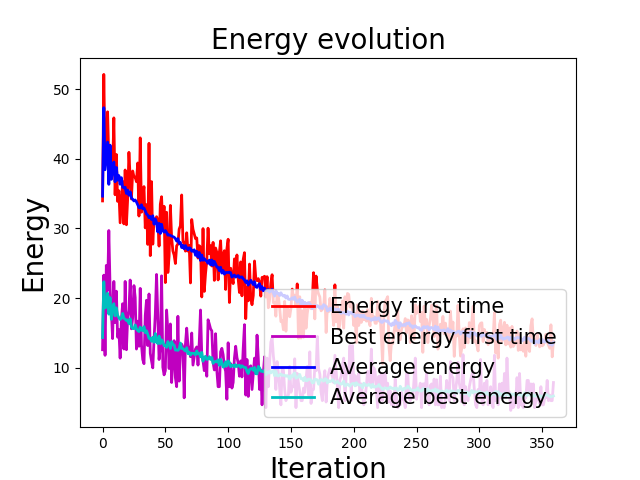 Energy evolution
Energy
50
40
30
20
10
Energy first time
Best energy first time
Average energy
Average best energy
0
50
100
150
200
250
300
350
Iteration